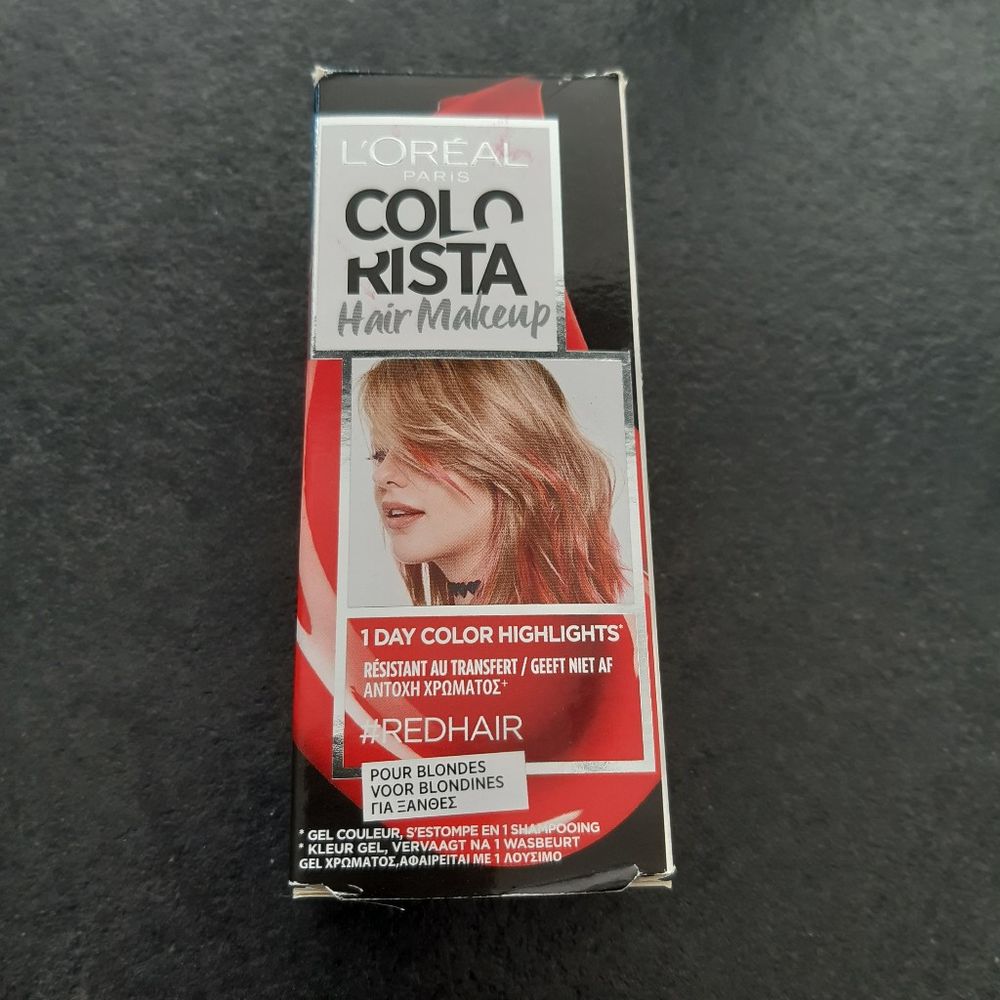 L'ORÉAL
PARIS
COLO
RISTA
Hair Makeup
1 DAY COLOR HIGHLIGHTS*
RÉSISTANT AU TRANSFERT / GEEFT NIET AF
ΑΝΤΟΧΗ ΧΡΩΜΑΤΟΣ+
#REDHAIR
POUR BLONDES
VOOR BLONDINES
ΓΙΑ ΞΑΝΘΕΣ
* GEL COULEUR, S'ESTOMPE EN 1 SHAMPOOING
* KLEUR GEL, VERVAAGT NA 1 WASBEURT
GEL ΧΡΩΜΑΤΟΣ,ΑΦΑΙΡΕΙΤΑΙ ΜΕ 1 ΛΟΥΣΙΜΟ